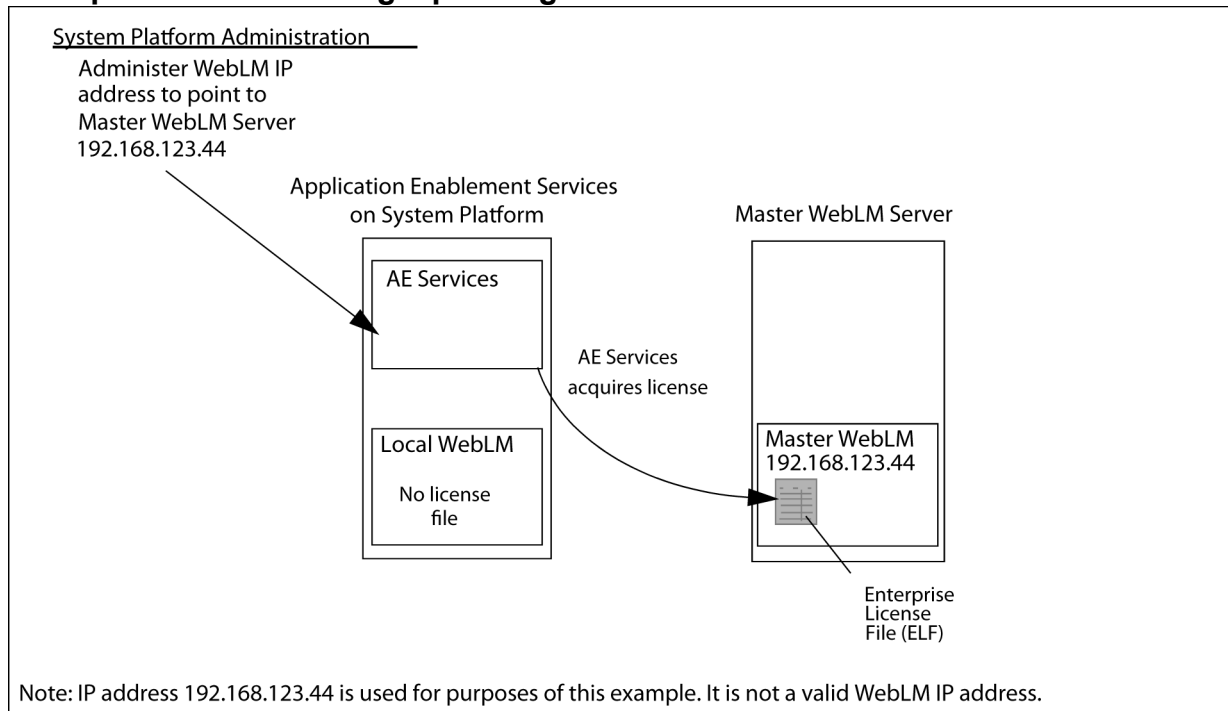 System Platform Administration
Administer WebLM IP
address to point to
Master WebLM Server
192.168.123.44
Application Enablement Services
on System Platform
Master WebLM Server
AE Services
AE Services
acquires license
Local WebLM
No license
file
Master WebLM
192.168.123.44
Enterprise
License
File (ELF)
Note: IP address 192.168.123.44 is used for purposes of this example. It is not a valid WebLM IP address.